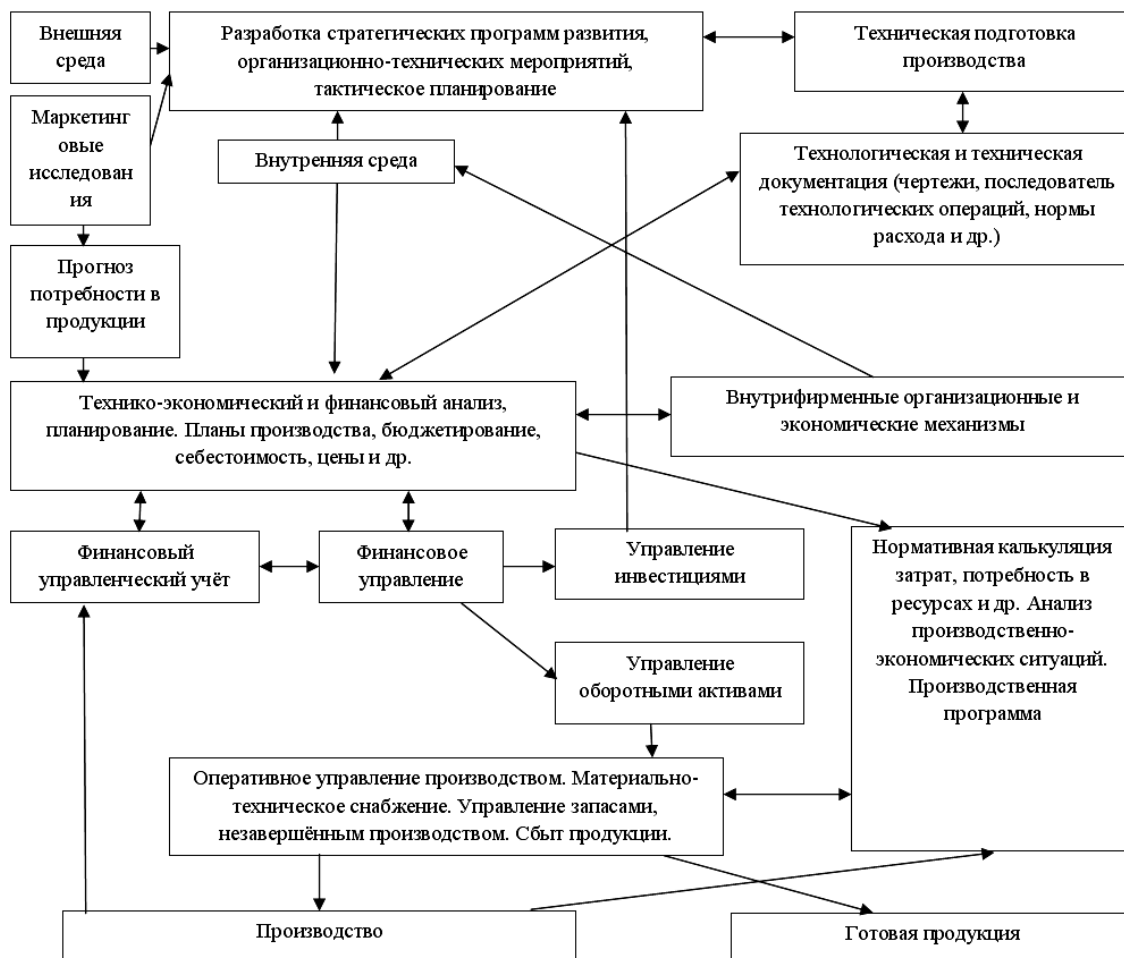 Внешняя
среда
Разработка стратегических программ развития,
организационно-технических мероприятий,
тактическое планирование
Техническая подготовка
производства
Маркетинг
овые
исследован
ия
Внутренняя среда
Технологическая и техническая
документация (чертежи, последователь
технологических операций, нормы
расхода и др.)
Прогноз
потребности в
продукции
Технико-экономический и финансовый анализ,
планирование. Планы производства, бюджетирование,
себестоимость, цены и др.
Внутрифирменные организационные и
экономические механизмы
Финансовый
управленческий учёт
Финансовое
управление
Управление
инвестициями
Нормативная калькуляция
затрат, потребность в
ресурсах и др. Анализ
производственно-
экономических ситуаций.
Производственная
программа
Управление
оборотными активами
Оперативное управление производством. Материально-
техническое снабжение. Управление запасами,
незавершённым производством. Сбыт продукции.
Производство
Готовая продукция